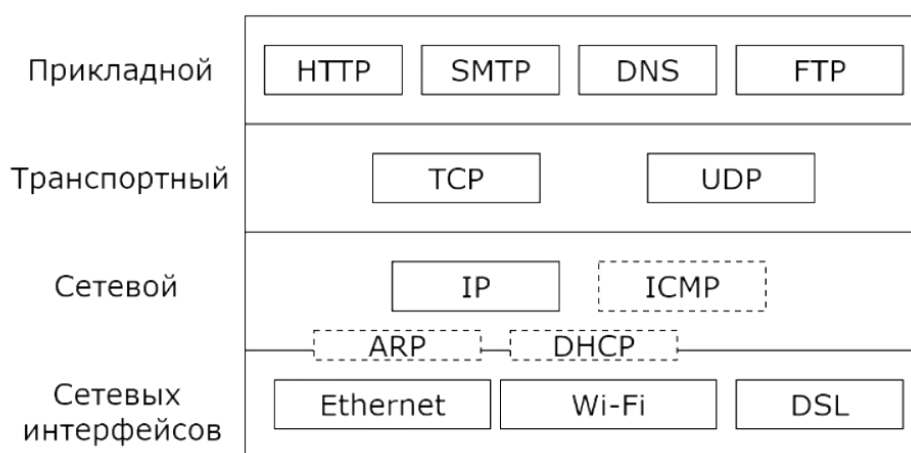 Прикладной
HTTP SMTP DNS FTP
Транспортный
TCP UDP
Сетевой
IP ICMP
ARP DHCP
Сетевых
интерфейсов
Ethernet Wi-Fi DSL